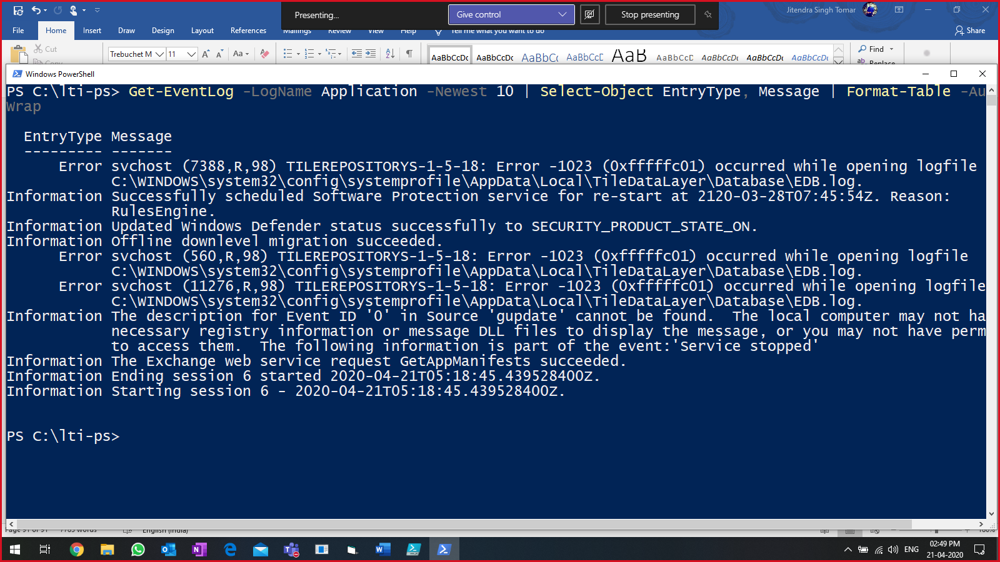 Presenting...
Give control
Stop presenting
Jitendra Singh Tomar
File Home Insert Draw Design Layout References Mailings Review View Help Tell me what you want to do Share
Cut
Copy
Trebuchet M 11 Aa
AaBbCcDc AaBbCcDc AaBbCc AaBbCcD AaB AaBbCcD AaBbCcDc AaBbCcDc AaBbCcDc
Find
Replace
Windows PowerShell
PS C:\lti-ps> Get-EventLog -LogName Application -Newest 10 | Select-Object EntryType, Message | Format-Table -Au
Wrap
EntryType Message
--------- -------
Error svchost (7388,R,98) TILEREPOSITORYS-1-5-18: Error -1023 (0xfffffc01) occurred while opening logfile
C:\WINDOWS\system32\config\systemprofile\AppData\Local\TileDataLayer\Database\EDB.log.
Information Successfully scheduled Software Protection service for re-start at 2120-03-28T07:45:54Z. Reason:
RulesEngine.
Information Updated Windows Defender status successfully to SECURITY_PRODUCT_STATE_ON.
Information Offline downlevel migration succeeded.
Error svchost (560,R,98) TILEREPOSITORYS-1-5-18: Error -1023 (0xfffffc01) occurred while opening logfile
C:\WINDOWS\system32\config\systemprofile\AppData\Local\TileDataLayer\Database\EDB.log.
Error svchost (11276,R,98) TILEREPOSITORYS-1-5-18: Error -1023 (0xfffffc01) occurred while opening logfile
C:\WINDOWS\system32\config\systemprofile\AppData\Local\TileDataLayer\Database\EDB.log.
Information The description for Event ID '0' in Source 'gupdate' cannot be found.  The local computer may not ha
necessary registry information or message DLL files to display the message, or you may not have perm
to access them.  The following information is part of the event:'Service stopped'
Information The Exchange web service request GetAppManifests succeeded.
Information Ending session 6 started 2020-04-21T05:18:45.439528400Z.
Information Starting session 6 - 2020-04-21T05:18:45.439528400Z.
PS C:\lti-ps>
Page 91 of 91 7765 words English (India) 100%
ENG
02:49 PM
21-04-2020